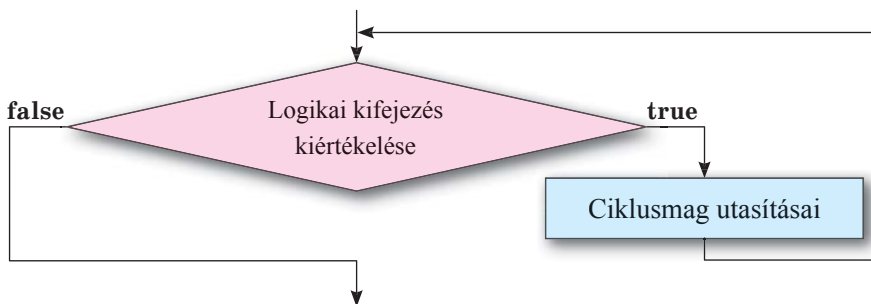 false
Logikai kifejezés
kiértékelése
true
Ciklusmag utasításai